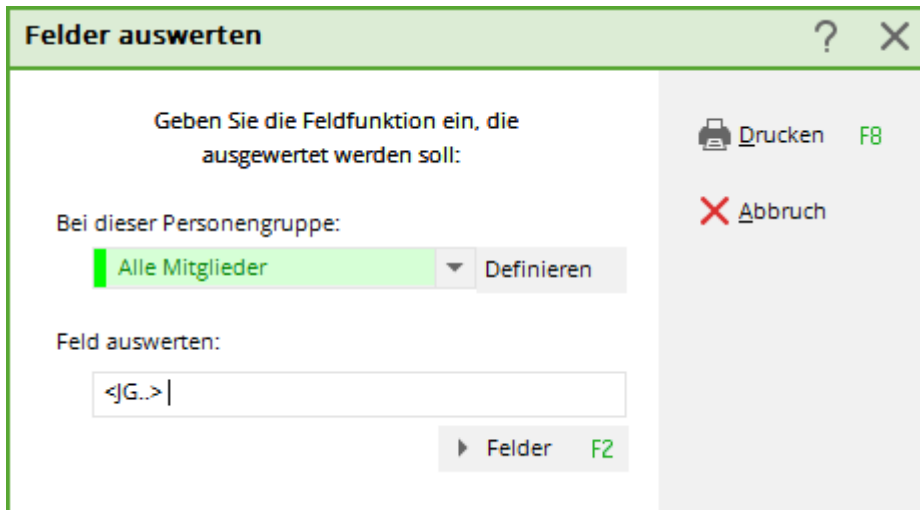 Felder auswerten
Geben Sie die Feldfunktion ein, die
ausgewertet werden soll:
Bei dieser Personengruppe:
Alle Mitglieder
Definieren
Feld auswerten:
<JG..>
Felder F2
Drucken F8
Abbruch